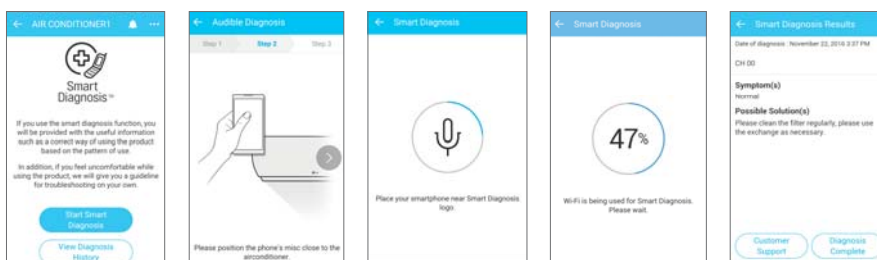 AIR CONDITIONER1
Smart
Diagnosis™
If you use the smart diagnosis function, you
will be provided with the useful information
such as a correct way of using the product
based on the pattern of use.
In addition, if you feel uncomfortable while
using the product, we will give you a guideline
for troubleshooting on your own.
Start Smart
Diagnosis
View Diagnosis
History
Audible Diagnosis
Step 1 Step 2 Step 3
Please position the phone's misc close to the
airconditioner.
Smart Diagnosis
Place your smartphone near Smart Diagnosis
logo.
Smart Diagnosis
47%
Wi-Fi is being used for Smart Diagnosis.
Please wait.
Smart Diagnosis Results
Date of diagnosis : November 22, 2016 3:37 PM
CH 00
Symptom(s)
Normal
Possible Solution(s)
Please clean the filter regularly, please use
the exchange as necessary.
Customer
Support
Diagnosis
Complete